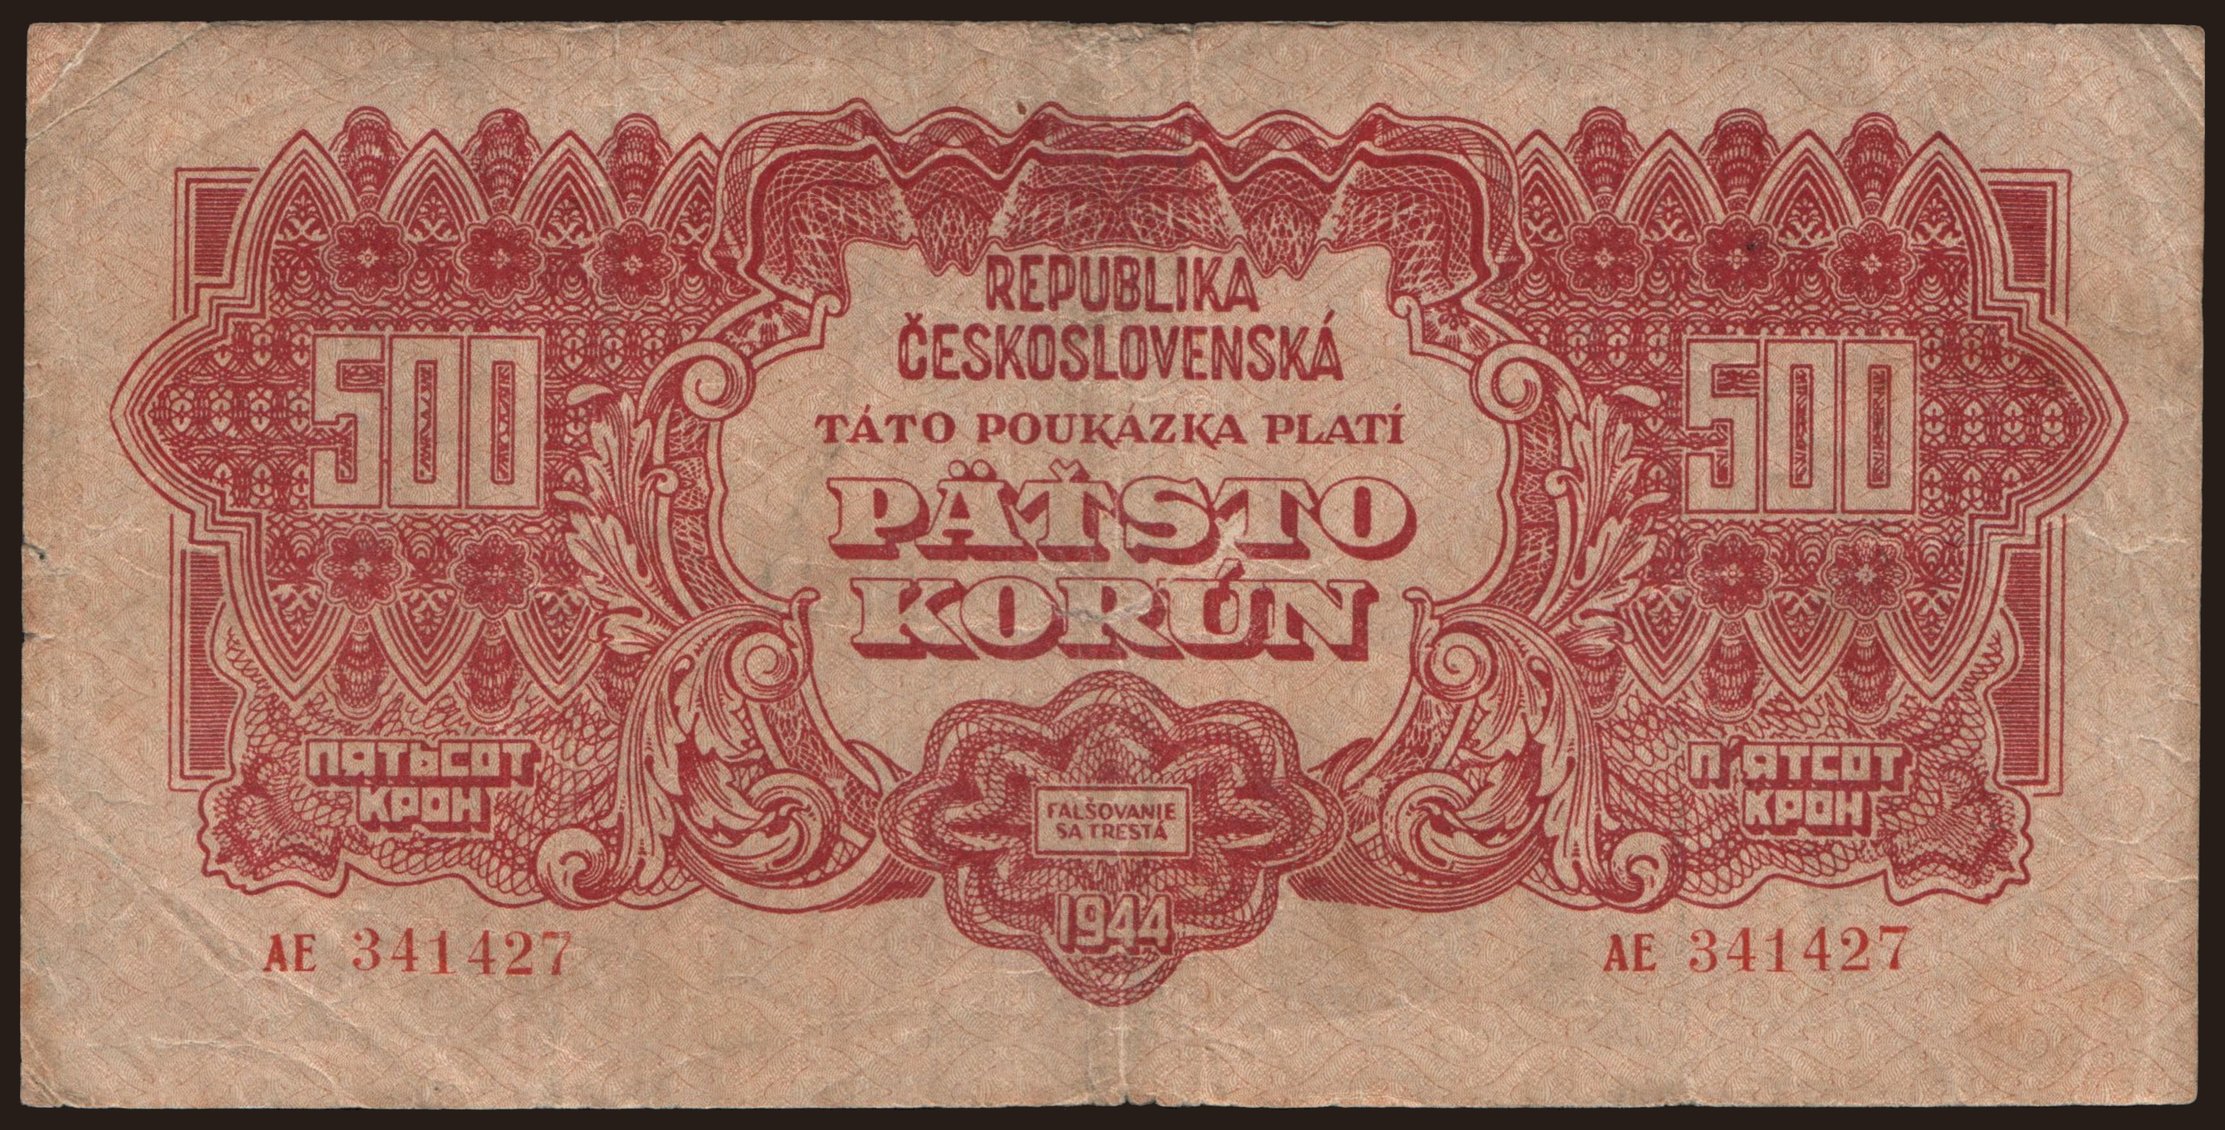 REPUBLIKA
ČESKOSLOVENSKÁ
TÁTO POUKÁZKA PLATÍ
PÄŤSTO
KORÚN
500
500
ПЯТЬСОТ
КРОН
П'ЯТСОТ
КРОН
FALŠOVANIE
SA TRESTÁ
1944
AE 341427
AE 341427